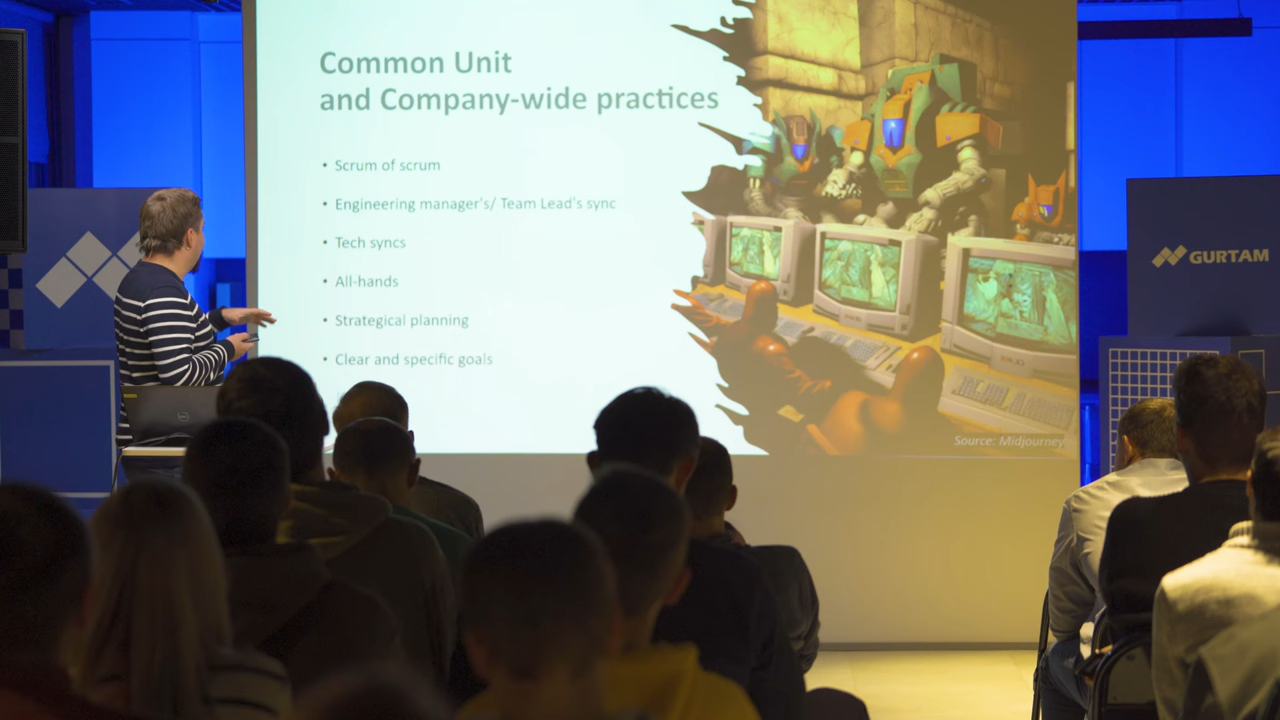 Common Unit
and Company-wide practices
• Scrum of scrum
• Engineering manager's/ Team Lead's sync
• Tech syncs
• All-hands
• Strategical planning
• Clear and specific goals
Source: Midjourney
GURTAM
DELL